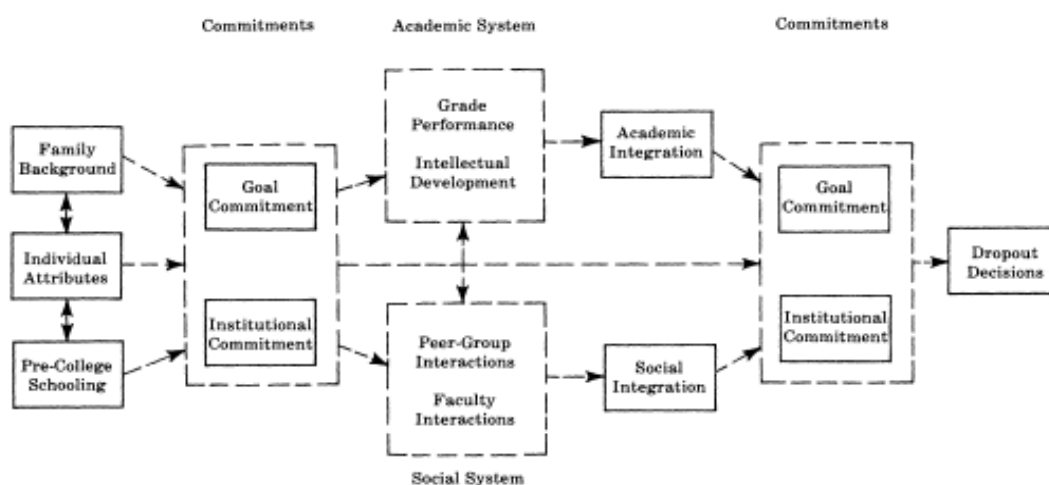 Commitments
Academic System
Commitments
Family
Background
Individual
Attributes
Pre-College
Schooling
Goal
Commitment
Institutional
Commitment
Grade
Performance
Intellectual
Development
Peer-Group
Interactions
Faculty
Interactions
Social System
Academic
Integration
Social
Integration
Goal
Commitment
Institutional
Commitment
Dropout
Decisions